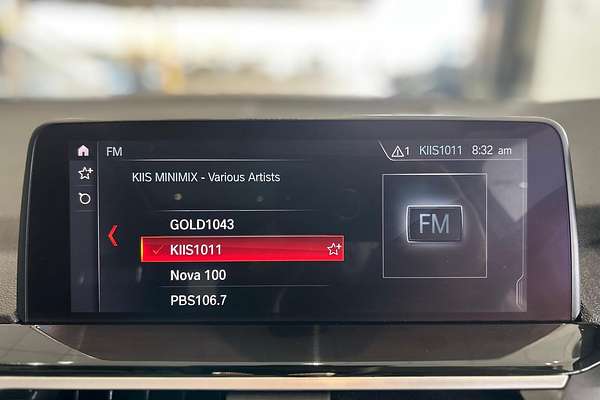 FM
1 KIIS1011 8:32 am
KIIS MINIMIX - Various Artists
GOLD1043
KIIS1011
Nova 100
PBS106.7
FM